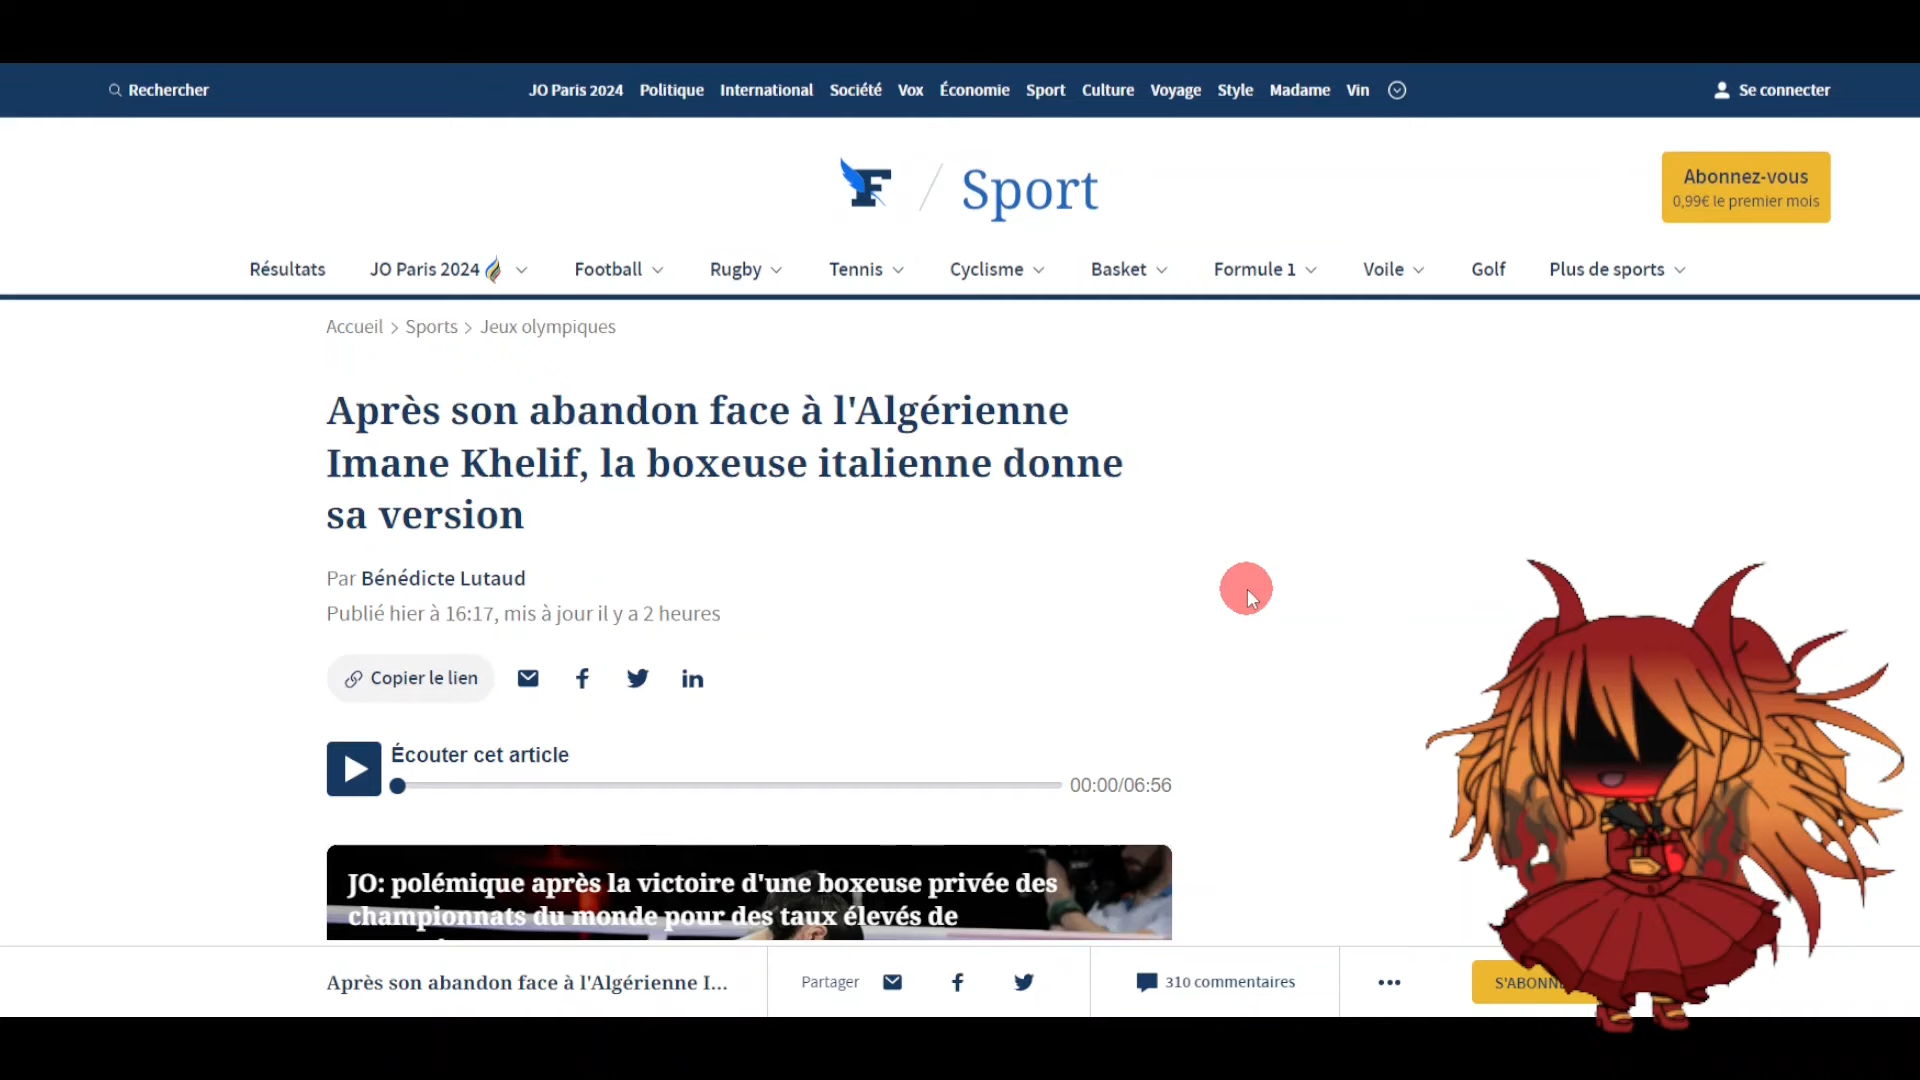 Rechercher
JO Paris 2024 Politique International Société Vox Économie Sport Culture Voyage Style Madame Vin
Se connecter
F / Sport
Abonnez-vous
0,99€ le premier mois
Résultats JO Paris 2024 Football Rugby Tennis Cyclisme Basket Formule 1 Voile Golf Plus de sports
Accueil > Sports > Jeux olympiques
Après son abandon face à l'Algérienne
Imane Khelif, la boxeuse italienne donne
sa version
Par Bénédicte Lutaud
Publié hier à 16:17, mis à jour il y a 2 heures
Copier le lien
Écouter cet article
00:00/06:56
JO: polémique après la victoire d'une boxeuse privée des
championnats du monde pour des taux élevés de
Après son abandon face à l'Algérienne I...
Partager
310 commentaires